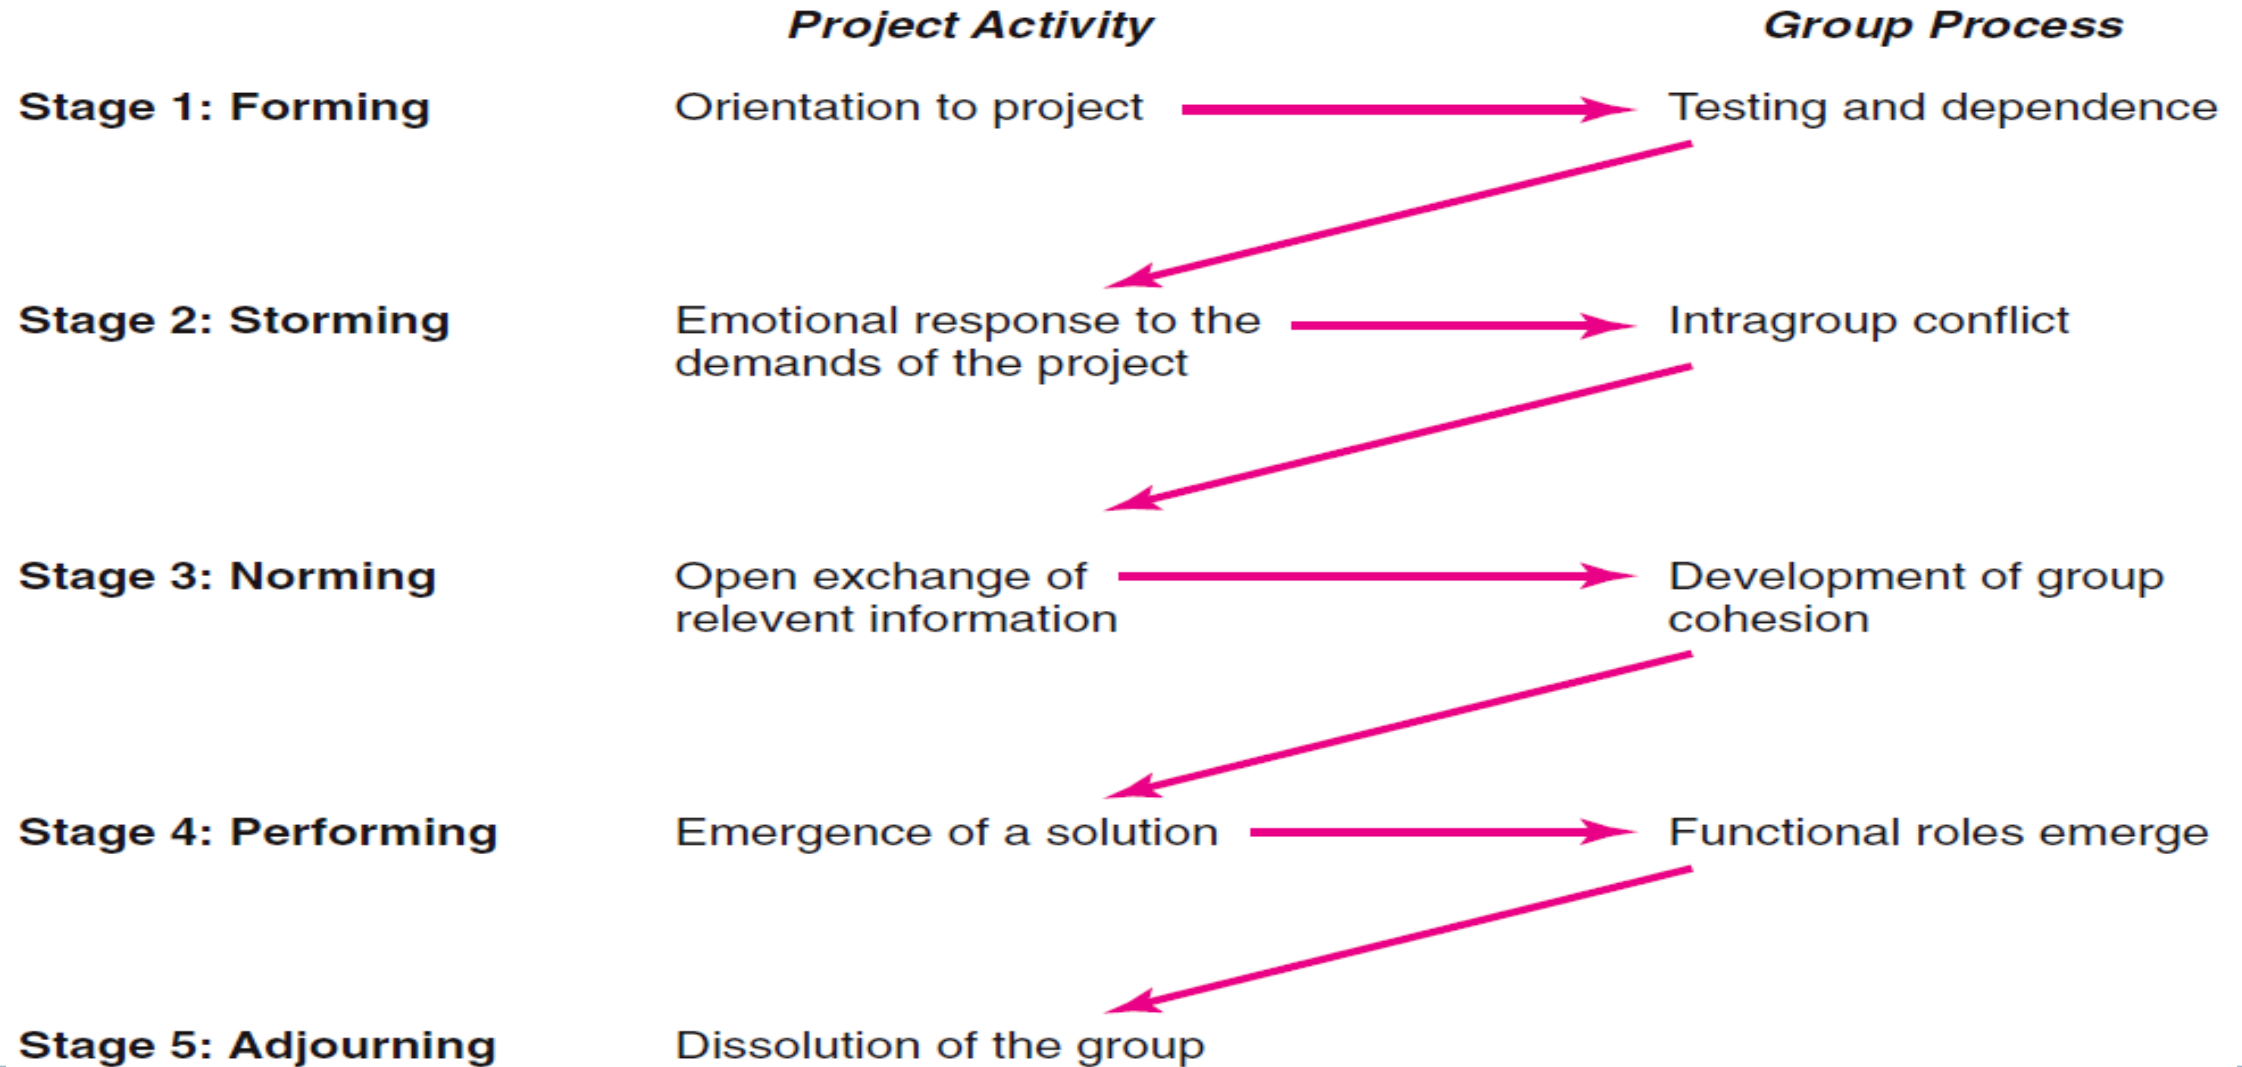 Project Activity Group Process
Stage 1: Forming Orientation to project Testing and dependence
Stage 2: Storming Emotional response to the Intragroup conflict
demands of the project
Stage 3: Norming Open exchange of Development of group
relevent information cohesion
Stage 4: Performing Emergence of a solution Functional roles emerge
Stage 5: Adjourning Dissolution of the group